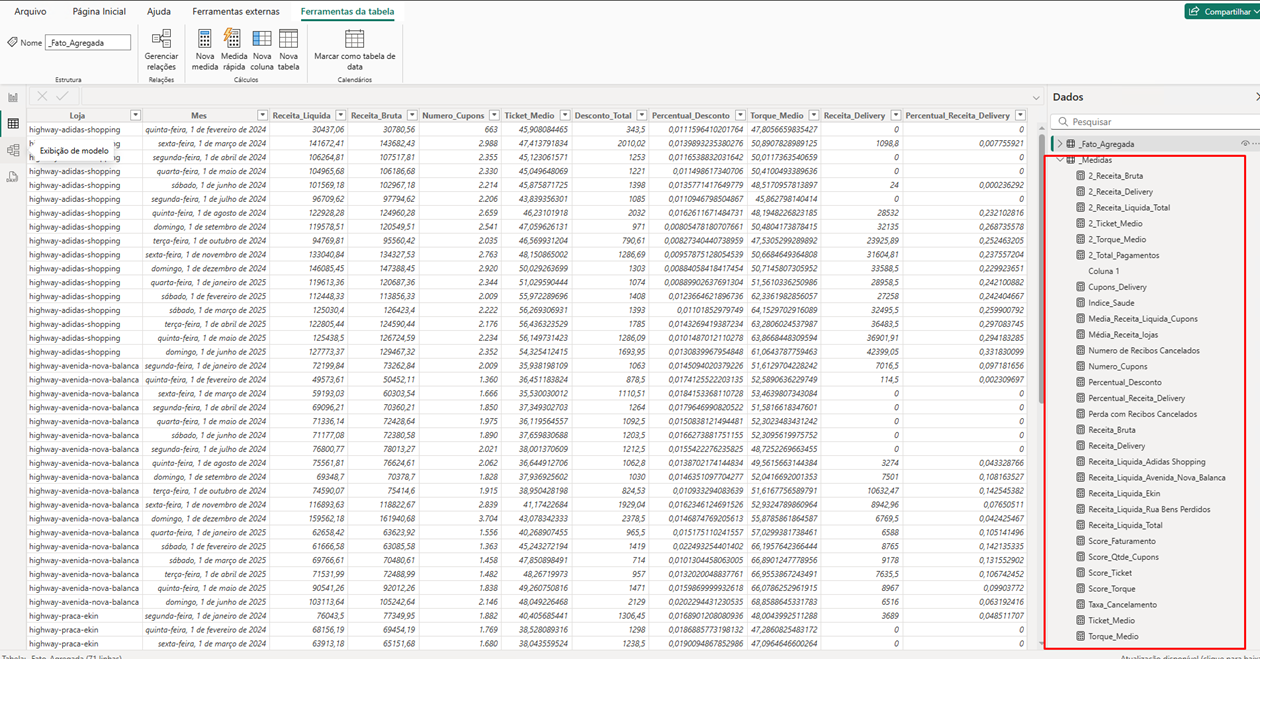 Arquivo Página Inicial Ajuda Ferramentas externas Ferramentas da tabela Compartilhar
Nome _Fato_Agregada
Gerenciar relações
Nova medida
Medida rápida
Nova coluna
Nova tabela
Marcar como tabela de data
Estrutura Relações Cálculos Calendários
Loja Mes Receita_Liquida Receita_Bruta Numero_Cupons Ticket_Medio Desconto_Total Percentual_Desconto Torque_Medio Receita_Delivery Percentual_Receita_Delivery
highway-adidas-shopping quinta-feira, 1 de fevereiro de 2024 30437,06 30780,56 663 45,908084465 343,5 0,0111596410201764 47,8056659835427 0 0
sexta-feira, 1 de março de 2024 141672,41 143682,43 2.988 47,413791834 2010,02 0,0139893235380276 50,8907828989125 1098,8 0,007755921
Exibição de modelo
segunda-feira, 1 de abril de 2024 106264,81 107517,81 2.355 45,123061571 1253 0,0116538832031642 50,0117363540659 0 0
highway-adidas-shopping quarta-feira, 1 de maio de 2024 104965,68 106186,68 2.330 45,049648069 1221 0,011498617340706 50,4100493389636 0 0
highway-adidas-shopping sábado, 1 de junho de 2024 101569,18 102967,18 2.214 45,875871725 1398 0,0135771417649779 48,5170957813897 24 0,000236292
highway-adidas-shopping segunda-feira, 1 de julho de 2024 96709,62 97794,62 2.206 43,839356301 1085 0,0110946798504867 45,862798140414 0 0
highway-adidas-shopping quinta-feira, 1 de agosto de 2024 122928,28 124960,28 2.659 46,23101918 2032 0,0162611671484731 48,1948226823185 28532 0,232102816
highway-adidas-shopping domingo, 1 de setembro de 2024 119578,51 120549,51 2.541 47,059626131 971 0,00805478180707661 50,4804173878415 32135 0,268735578
highway-adidas-shopping terça-feira, 1 de outubro de 2024 94769,81 95560,42 2.035 46,569931204 790,61 0,00827340440738959 47,5305299289892 23925,89 0,252463205
highway-adidas-shopping sexta-feira, 1 de novembro de 2024 133040,84 134327,53 2.763 48,150865002 1286,69 0,00957875128054539 50,6684649364808 31604,81 0,237557204
highway-adidas-shopping domingo, 1 de dezembro de 2024 146085,45 147388,45 2.920 50,029263699 1303 0,00884058418417454 50,7145807305952 33588,5 0,229923651
highway-adidas-shopping quarta-feira, 1 de janeiro de 2025 119613,36 120687,36 2.344 51,029590444 1074 0,00889902637691304 51,5610336250986 28958,5 0,242100882
highway-adidas-shopping sábado, 1 de fevereiro de 2025 112448,33 113856,33 2.009 55,972289696 1408 0,0123664621896736 62,3361982856057 27258 0,242404667
highway-adidas-shopping sábado, 1 de março de 2025 125030,4 126423,4 2.222 56,269306931 1393 0,01101852979749 64,1529702916089 32495,5 0,259900792
highway-adidas-shopping terça-feira, 1 de abril de 2025 122805,44 124590,44 2.176 56,436323529 1785 0,0143269419387234 63,2806024537987 36483,5 0,297083745
highway-adidas-shopping quinta-feira, 1 de maio de 2025 125438,5 126724,59 2.234 56,149731423 1286,09 0,0101487012110278 63,8668448309594 36901,91 0,294183285
highway-adidas-shopping domingo, 1 de junho de 2025 127773,37 129467,32 2.352 54,325412415 1693,95 0,0130839967954848 61,0643787759463 42399,05 0,331830099
highway-avenida-nova-balanca segunda-feira, 1 de janeiro de 2024 72199,84 73262,84 2.009 35,938198109 1063 0,0145094020379226 51,6129704228242 7016,5 0,097181656
highway-avenida-nova-balanca quinta-feira, 1 de fevereiro de 2024 49573,61 50452,11 1.360 36,451183824 878,5 0,0174125522203135 52,5890636229749 114,5 0,002309697
highway-avenida-nova-balanca sexta-feira, 1 de março de 2024 59193,03 60303,54 1.666 35,530030012 1110,51 0,0184153368110728 53,4639807343084 0 0
highway-avenida-nova-balanca segunda-feira, 1 de abril de 2024 69096,21 70360,21 1.850 37,349302703 1264 0,0179646990820522 51,5816618347601 0 0
highway-avenida-nova-balanca quarta-feira, 1 de maio de 2024 71336,14 72428,64 1.975 36,119564557 1092,5 0,0150838121494481 52,3023483431242 0 0
highway-avenida-nova-balanca sábado, 1 de junho de 2024 71177,08 72380,58 1.890 37,659830688 1203,5 0,0166273881751155 52,3095619975752 0 0
highway-avenida-nova-balanca segunda-feira, 1 de julho de 2024 76800,77 78013,27 2.021 38,001370609 1212,5 0,0155422276235825 48,7252269663455 0 0
highway-avenida-nova-balanca quinta-feira, 1 de agosto de 2024 75561,81 76624,61 2.062 36,644912706 1062,8 0,0138702174144834 49,5615663144384 3274 0,043328766
highway-avenida-nova-balanca domingo, 1 de setembro de 2024 69348,7 70378,7 1.828 37,936925602 1030 0,0146351097704277 52,0416692001353 7501 0,108163527
highway-avenida-nova-balanca terça-feira, 1 de outubro de 2024 74590,07 75414,6 1.915 38,950428198 824,53 0,010933294083639 51,6167756589791 10632,47 0,142545382
highway-avenida-nova-balanca sexta-feira, 1 de novembro de 2024 116893,63 118822,67 2.839 41,17422684 1929,04 0,0162346124691526 52,9324789860964 8942,96 0,07650511
highway-avenida-nova-balanca domingo, 1 de dezembro de 2024 159562,18 161940,68 3.704 43,078342333 2378,5 0,0146874769205613 55,8785861864587 6769,5 0,042425467
highway-avenida-nova-balanca quarta-feira, 1 de janeiro de 2025 62658,42 63623,92 1.556 40,268907455 965,5 0,015175110241557 57,0299381738461 6588 0,105141496
highway-avenida-nova-balanca sábado, 1 de fevereiro de 2025 61666,58 63085,58 1.363 45,243272194 1419 0,022493254401402 66,1957642366444 8765 0,142135335
highway-avenida-nova-balanca sábado, 1 de março de 2025 69766,61 70480,61 1.458 47,850898491 714 0,0101304458063005 66,8901247778956 9178 0,131552902
highway-avenida-nova-balanca terça-feira, 1 de abril de 2025 71531,99 72488,99 1.482 48,26719973 957 0,0132020048837761 66,9553867243491 7635,5 0,106742452
highway-avenida-nova-balanca quinta-feira, 1 de maio de 2025 90541,26 92012,26 1.838 49,260750816 1471 0,0159869999932618 66,0786252961915 8967 0,09903772
highway-avenida-nova-balanca domingo, 1 de junho de 2025 103113,64 105242,64 2.146 48,049226468 2129 0,0202294431230535 68,8588645331783 6516 0,063192416
highway-praca-ekin segunda-feira, 1 de janeiro de 2024 76043,5 77349,95 1.882 40,405685441 1306,45 0,0168901208080936 48,0043992511288 3689 0,048511707
highway-praca-ekin quinta-feira, 1 de fevereiro de 2024 68156,19 69454,19 1.769 38,528089316 1298 0,0186885773198132 47,2860825483172 0 0
highway-praca-ekin sexta-feira, 1 de março de 2024 63913,18 65151,68 1.680 38,043559524 1238,5 0,0190094867852986 47,0964646600264 0 0
Dados
Pesquisar
_Fato_Agregada
_Medidas
2_Receita_Bruta
2_Receita_Delivery
2_Receita_Liquida_Total
2_Ticket_Medio
2_Torque_Medio
2_Total_Pagamentos
Coluna 1
Cupons_Delivery
Indice_Saude
Media_Receita_Liquida_Cupons
Média_Receita_lojas
Numero de Recibos Cancelados
Numero_Cupons
Percentual_Desconto
Percentual_Receita_Delivery
Perda com Recibos Cancelados
Receita_Bruta
Receita_Delivery
Receita_Liquida_Adidas Shopping
Receita_Liquida_Avenida_Nova_Balanca
Receita_Liquida_Ekin
Receita_Liquida_Rua Bens Perdidos
Receita_Liquida_Total
Score_Faturamento
Score_Qtde_Cupons
Score_Ticket
Score_Torque
Taxa_Cancelamento
Ticket_Medio
Torque_Medio